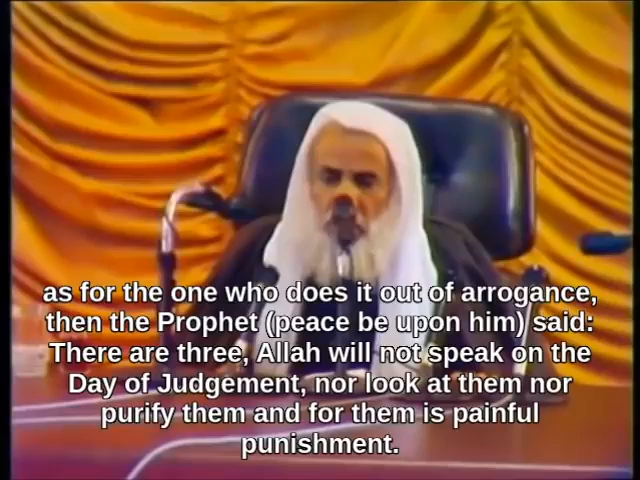 as for the one who does it out of arrogance,
then the Prophet (peace be upon him) said:
There are three, Allah will not speak on the
Day of Judgement, nor look at them nor
purify them and for them is painful
punishment.